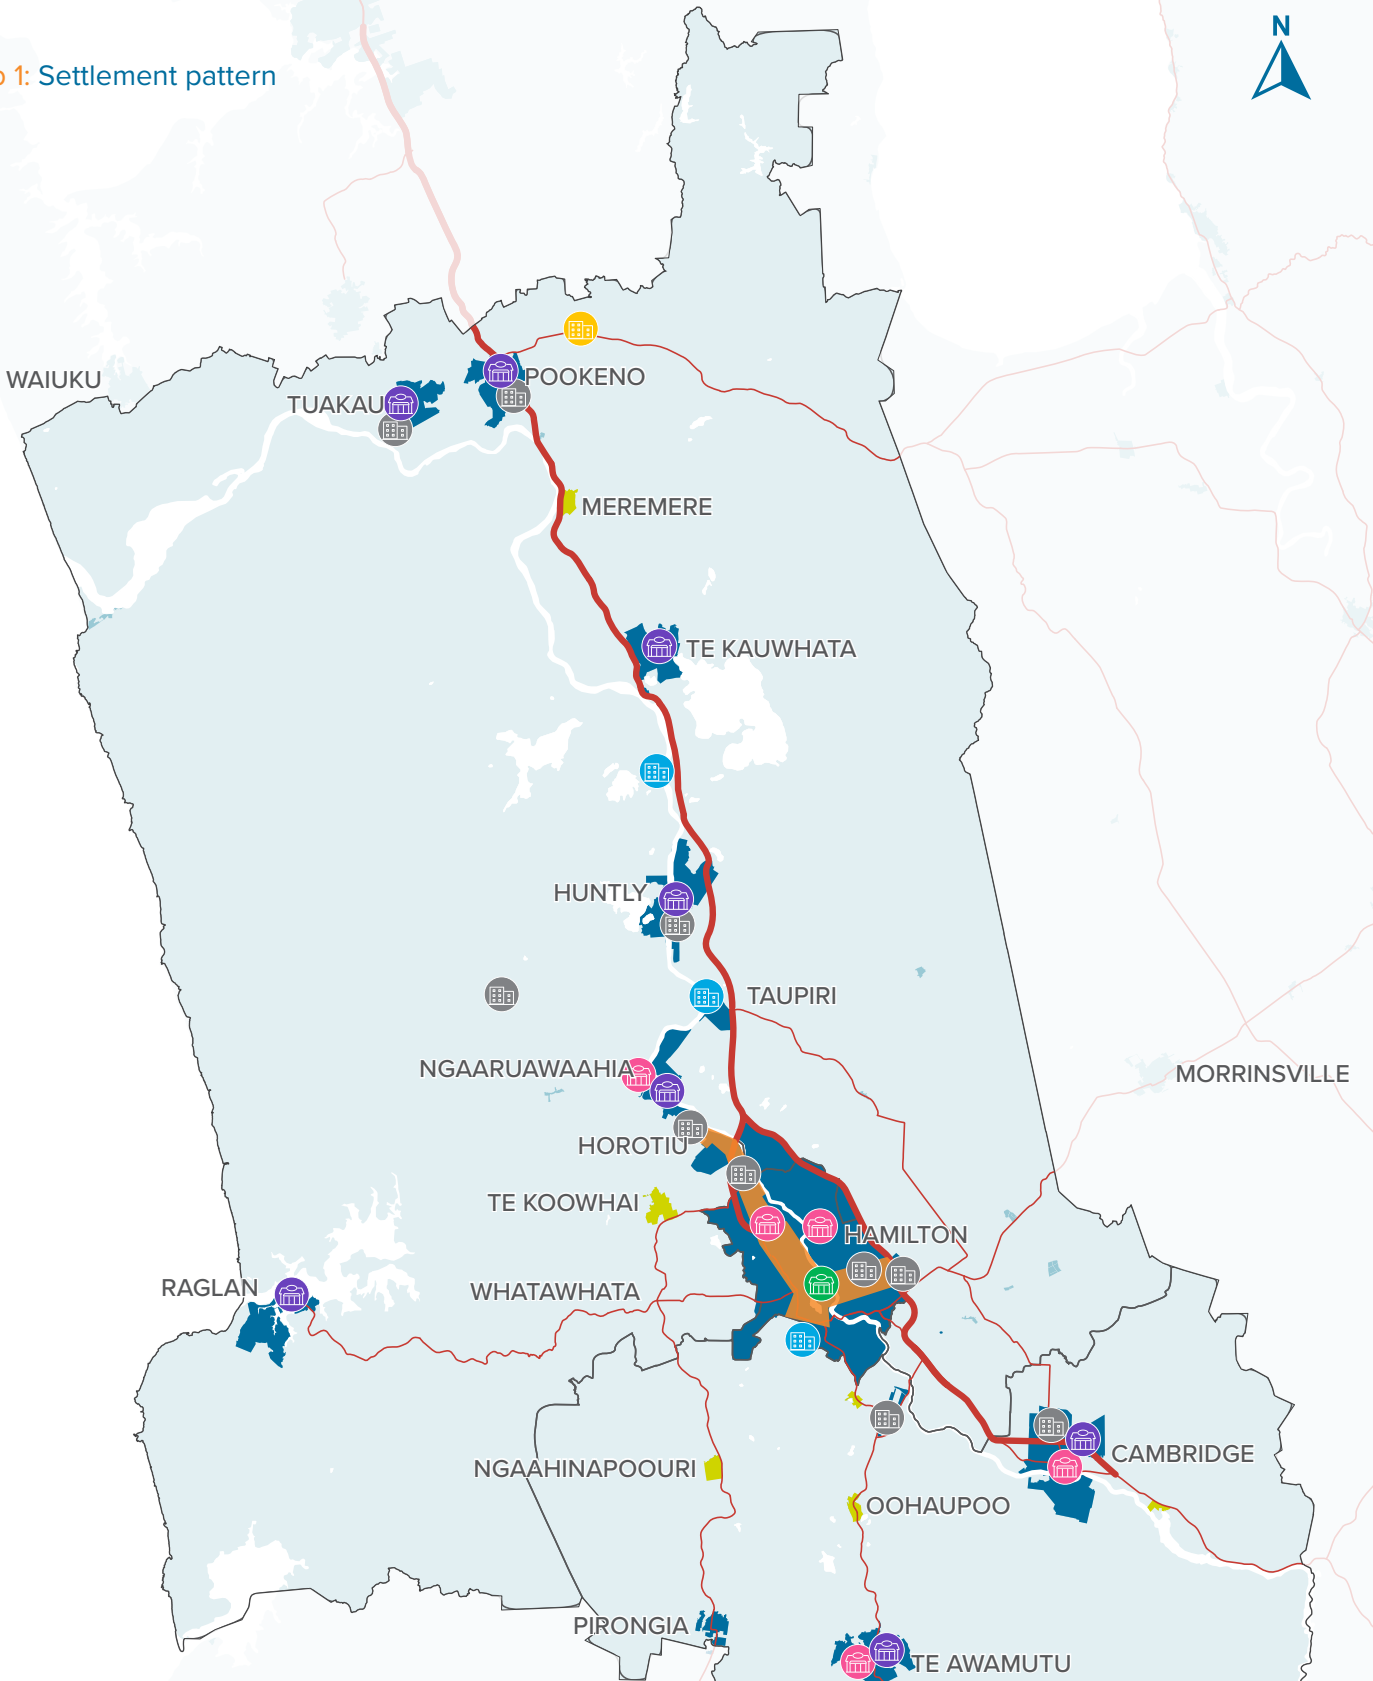 N
1: Settlement pattern
WAIUKU
POOKENO
TUAKAU
MEREMERE
TE KAUWHATA
HUNTLY
TAUPIRI
NGAARUAWAAHIA
MORRINSVILLE
HOROTIU
TE KOOWHAI
HAMILTON
RAGLAN
WHATAWHATA
CAMBRIDGE
NGAAHINAPOOURI
OOHAUPOO
PIRONGIA
TE AWAMUTU